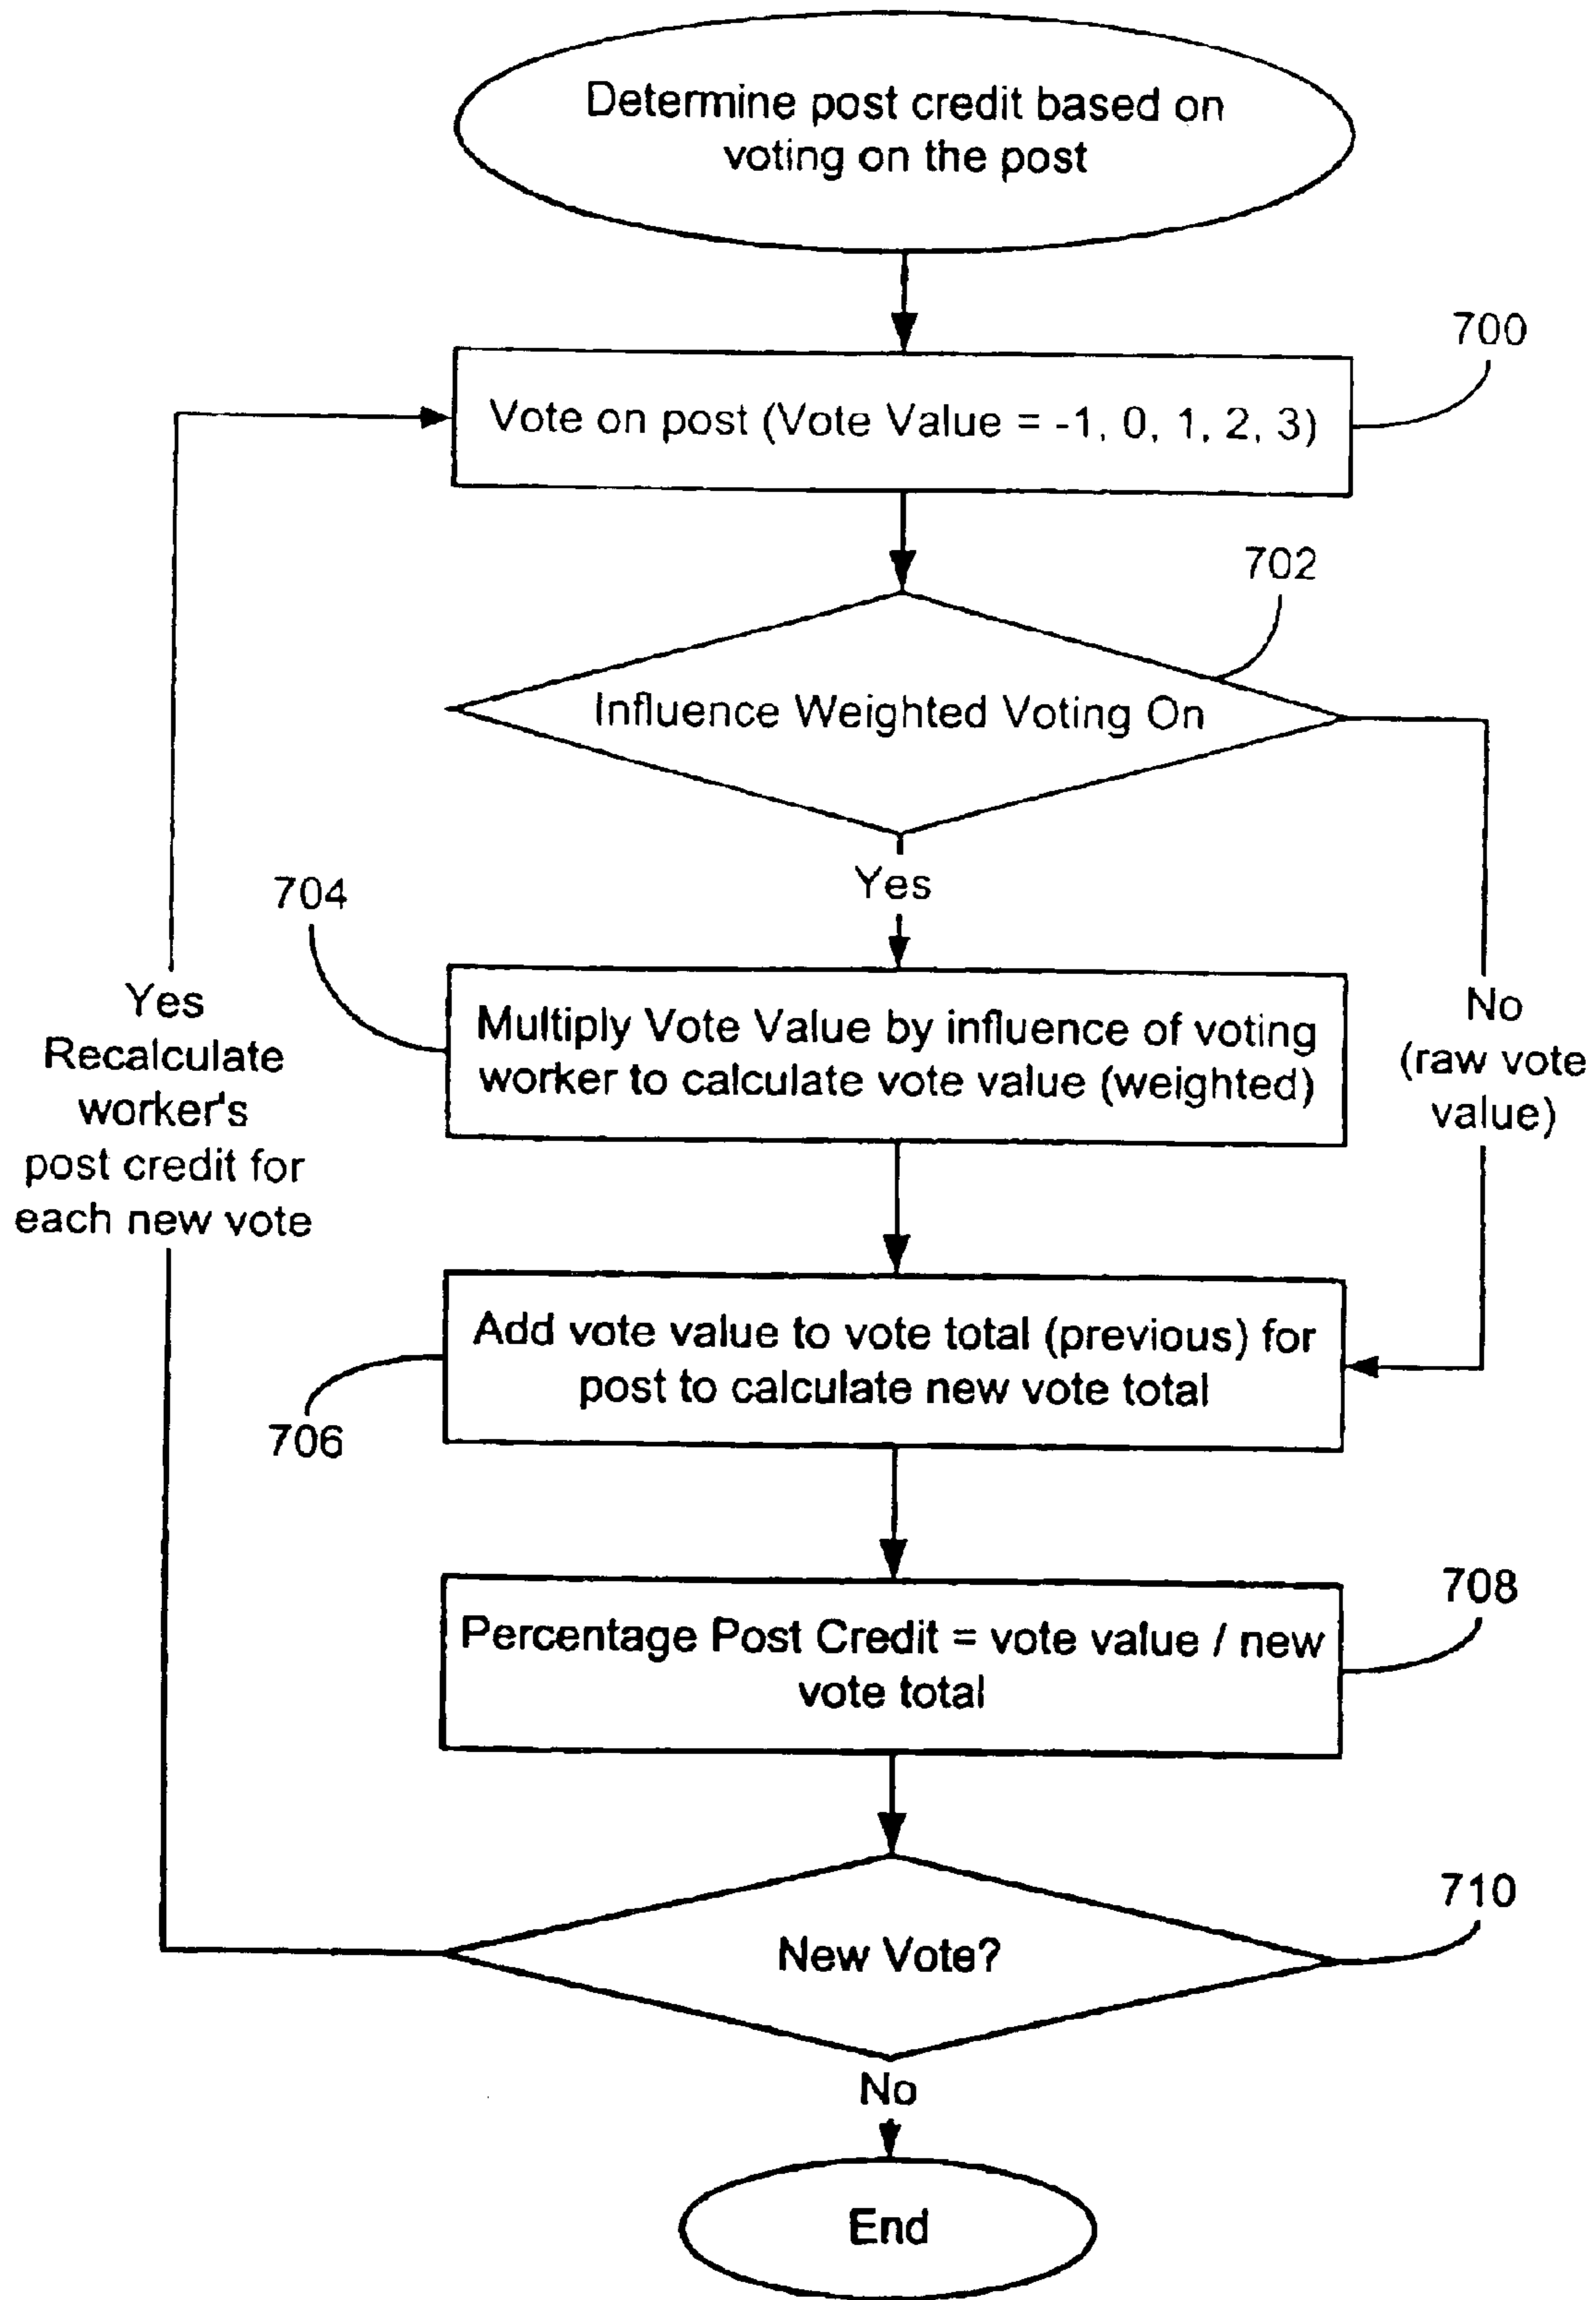 Determine post credit based on
voting on the post
700
Vote on post (Vote Value = -1, 0, 1, 2, 3)
702
Influence Weighted Voting On
Yes
704
Multiply Vote Value by influence of voting
worker to calculate vote value (weighted)
No
(raw vote
value)
Yes
Recalculate
worker's
post credit for
each new vote
Add vote value to vote total (previous) for
post to calculate new vote total
706
708
Percentage Post Credit = vote value / new
vote total
710
New Vote?
No
End